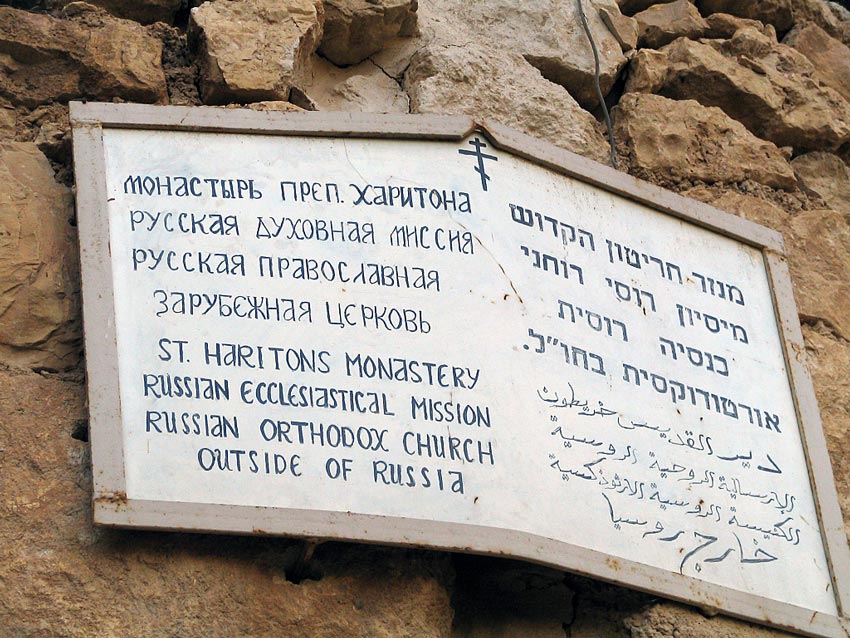 МОНАСТЫРЬ ПРЕП. ХАРИТОНА
РУССКАЯ ДУХОВНАЯ МИССИЯ
РУССКАЯ ПРАВОСЛАВНАЯ
ЗАРУБЕЖНАЯ ЦЕРКОВЬ
ST. HARITONS MONASTERY
RUSSIAN ECCLESIASTICAL MISSION
RUSSIAN ORTHODOX CHURCH
OUTSIDE OF RUSSIA
מנזר חריטון הקדוש
מיסיון רוסי רוחני
כנסיה רוסית
אורטודוקסית בחו״ל.
دير القديس خريطون
الإرسالية الروحية الروسية
الكنيسة الروسية الارثوذكسية
خارج روسيا